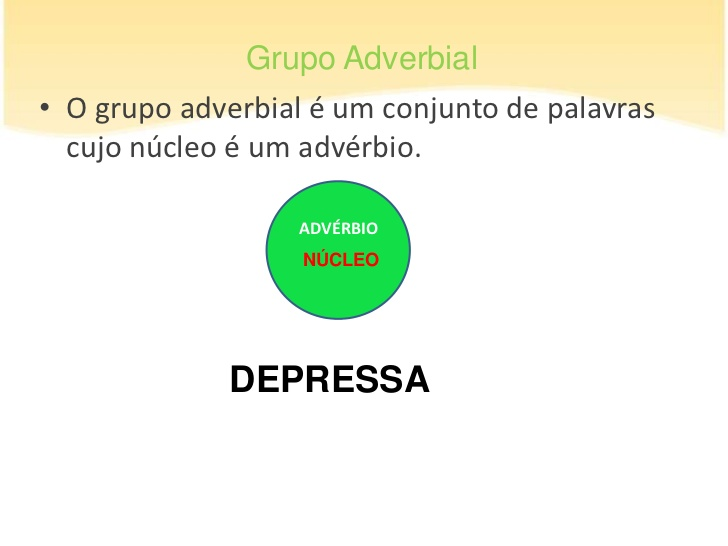 Grupo Adverbial
• O grupo adverbial é um conjunto de palavras
cujo núcleo é um advérbio.
ADVÉRBIO
NÚCLEO
DEPRESSA